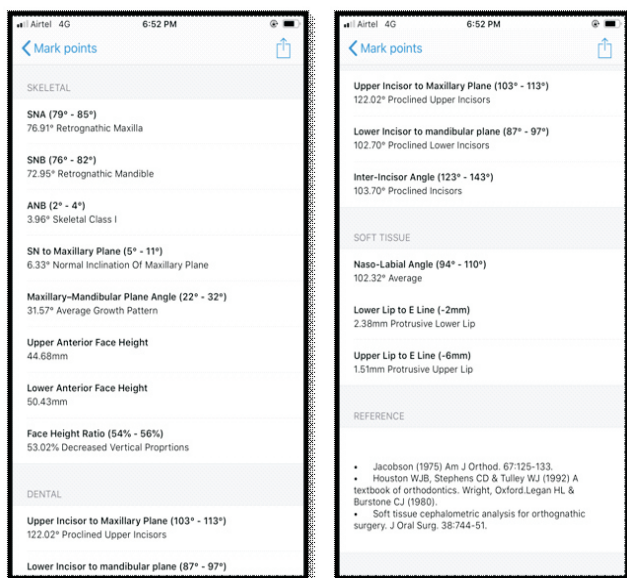 Airtel 4G 6:52 PM
Mark points
SKELETAL
SNA (79° - 85°)
76.91° Retrognathic Maxilla
SNB (76° - 82°)
72.95° Retrognathic Mandible
ANB (2° - 4°)
3.96° Skeletal Class I
SN to Maxillary Plane (5° - 11°)
6.33° Normal Inclination Of Maxillary Plane
Maxillary-Mandibular Plane Angle (22° - 32°)
31.57° Average Growth Pattern
Upper Anterior Face Height
44.68mm
Lower Anterior Face Height
50.43mm
Face Height Ratio (54% - 56%)
53.02% Decreased Vertical Proprtions
DENTAL
Upper Incisor to Maxillary Plane (103° - 113°)
122.02° Proclined Upper Incisors
Lower Incisor to mandibular plane (87° - 97°)
Airtel 4G 6:52 PM
Mark points
Upper Incisor to Maxillary Plane (103° - 113°)
122.02° Proclined Upper Incisors
Lower Incisor to mandibular plane (87° - 97°)
102.70° Proclined Lower Incisors
Inter-Incisor Angle (123° - 143°)
103.70° Proclined Incisors
SOFT TISSUE
Naso-Labial Angle (94° - 110°)
102.32° Average
Lower Lip to E Line (-2mm)
2.38mm Protrusive Lower Lip
Upper Lip to E Line (-6mm)
1.51mm Protrusive Upper Lip
REFERENCE
• Jacobson (1975) Am J Orthod. 67:125-133.
• Houston WJB, Stephens CD & Tulley WJ (1992) A
textbook of orthodontics. Wright, Oxford.Legan HL &
Burstone CJ (1980).
• Soft tissue cephalometric analysis for orthognathic
surgery. J Oral Surg. 38:744-51.